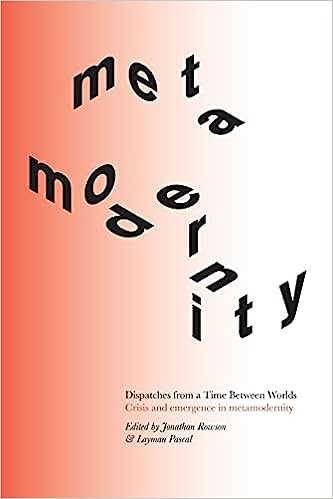 meta
modernity
Dispatches from a Time Between Worlds
Crisis and emergence in metamodernity
Edited by Jonathan Rowson
& Layman Pascal